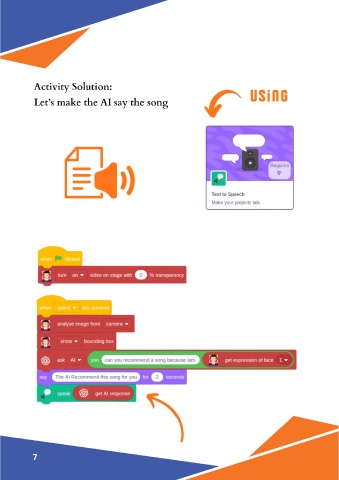 Activity Solution:
Let's make the AI say the song
USING
Requires
Text to Speech
Make your projects talk.
when clicked
turn on video on stage with 0 % transparency
when space key pressed
analyse image from camera
show bounding box
ask AI join can you recommend a song because iam get expression of face 1
say The AI Recommend this song for you for 2 seconds
speak get AI response
7